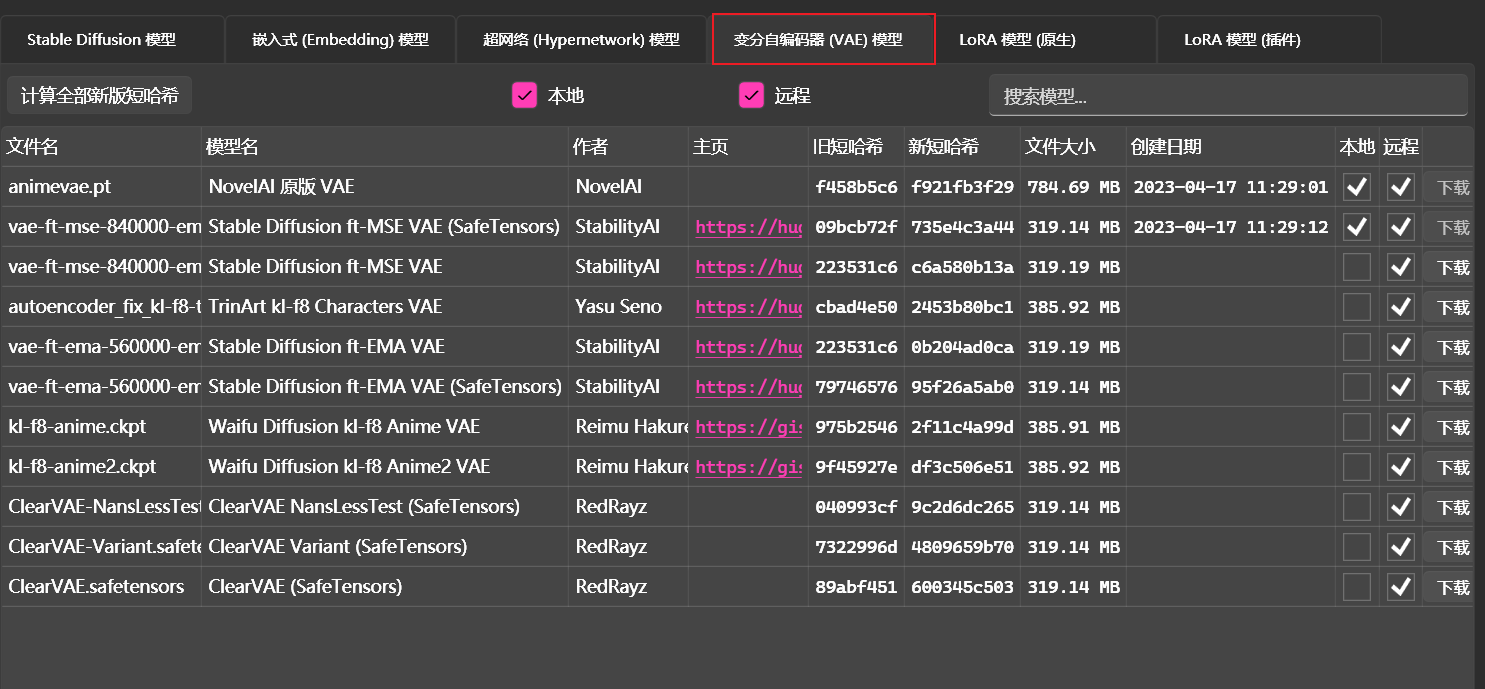 Stable Diffusion 模型 嵌入式 (Embedding) 模型 超网络 (Hypernetwork) 模型 变分自编码器 (VAE) 模型 LoRA 模型 (原生) LoRA 模型 (插件)
计算全部新版短哈希 本地 远程 搜索模型...
文件名 模型名 作者 主页 旧短哈希 新短哈希 文件大小 创建日期 本地 远程
animevae.pt NovelAI 原版 VAE NovelAI f458b5c6 f921fb3f29 784.69 MB 2023-04-17 11:29:01 下载
vae-ft-mse-840000-em Stable Diffusion ft-MSE VAE (SafeTensors) StabilityAI https://hug 09bcb72f 735e4c3a44 319.14 MB 2023-04-17 11:29:12 下载
vae-ft-mse-840000-em Stable Diffusion ft-MSE VAE StabilityAI https://hug 223531c6 c6a580b13a 319.19 MB 下载
autoencoder_fix_kl-f8-t TrinArt kl-f8 Characters VAE Yasu Seno https://hug cbad4e50 2453b80bc1 385.92 MB 下载
vae-ft-ema-560000-em Stable Diffusion ft-EMA VAE StabilityAI https://hug 223531c6 0b204ad0ca 319.19 MB 下载
vae-ft-ema-560000-em Stable Diffusion ft-EMA VAE (SafeTensors) StabilityAI https://hug 79746576 95f26a5ab0 319.14 MB 下载
kl-f8-anime.ckpt Waifu Diffusion kl-f8 Anime VAE Reimu Hakure https://gis 975b2546 2f11c4a99d 385.91 MB 下载
kl-f8-anime2.ckpt Waifu Diffusion kl-f8 Anime2 VAE Reimu Hakure https://gis 9f45927e df3c506e51 385.92 MB 下载
ClearVAE-NansLessTest ClearVAE NansLessTest (SafeTensors) RedRayz 040993cf 9c2d6dc265 319.14 MB 下载
ClearVAE-Variant.safete ClearVAE Variant (SafeTensors) RedRayz 7322996d 4809659b70 319.14 MB 下载
ClearVAE.safetensors ClearVAE (SafeTensors) RedRayz 89abf451 600345c503 319.14 MB 下载